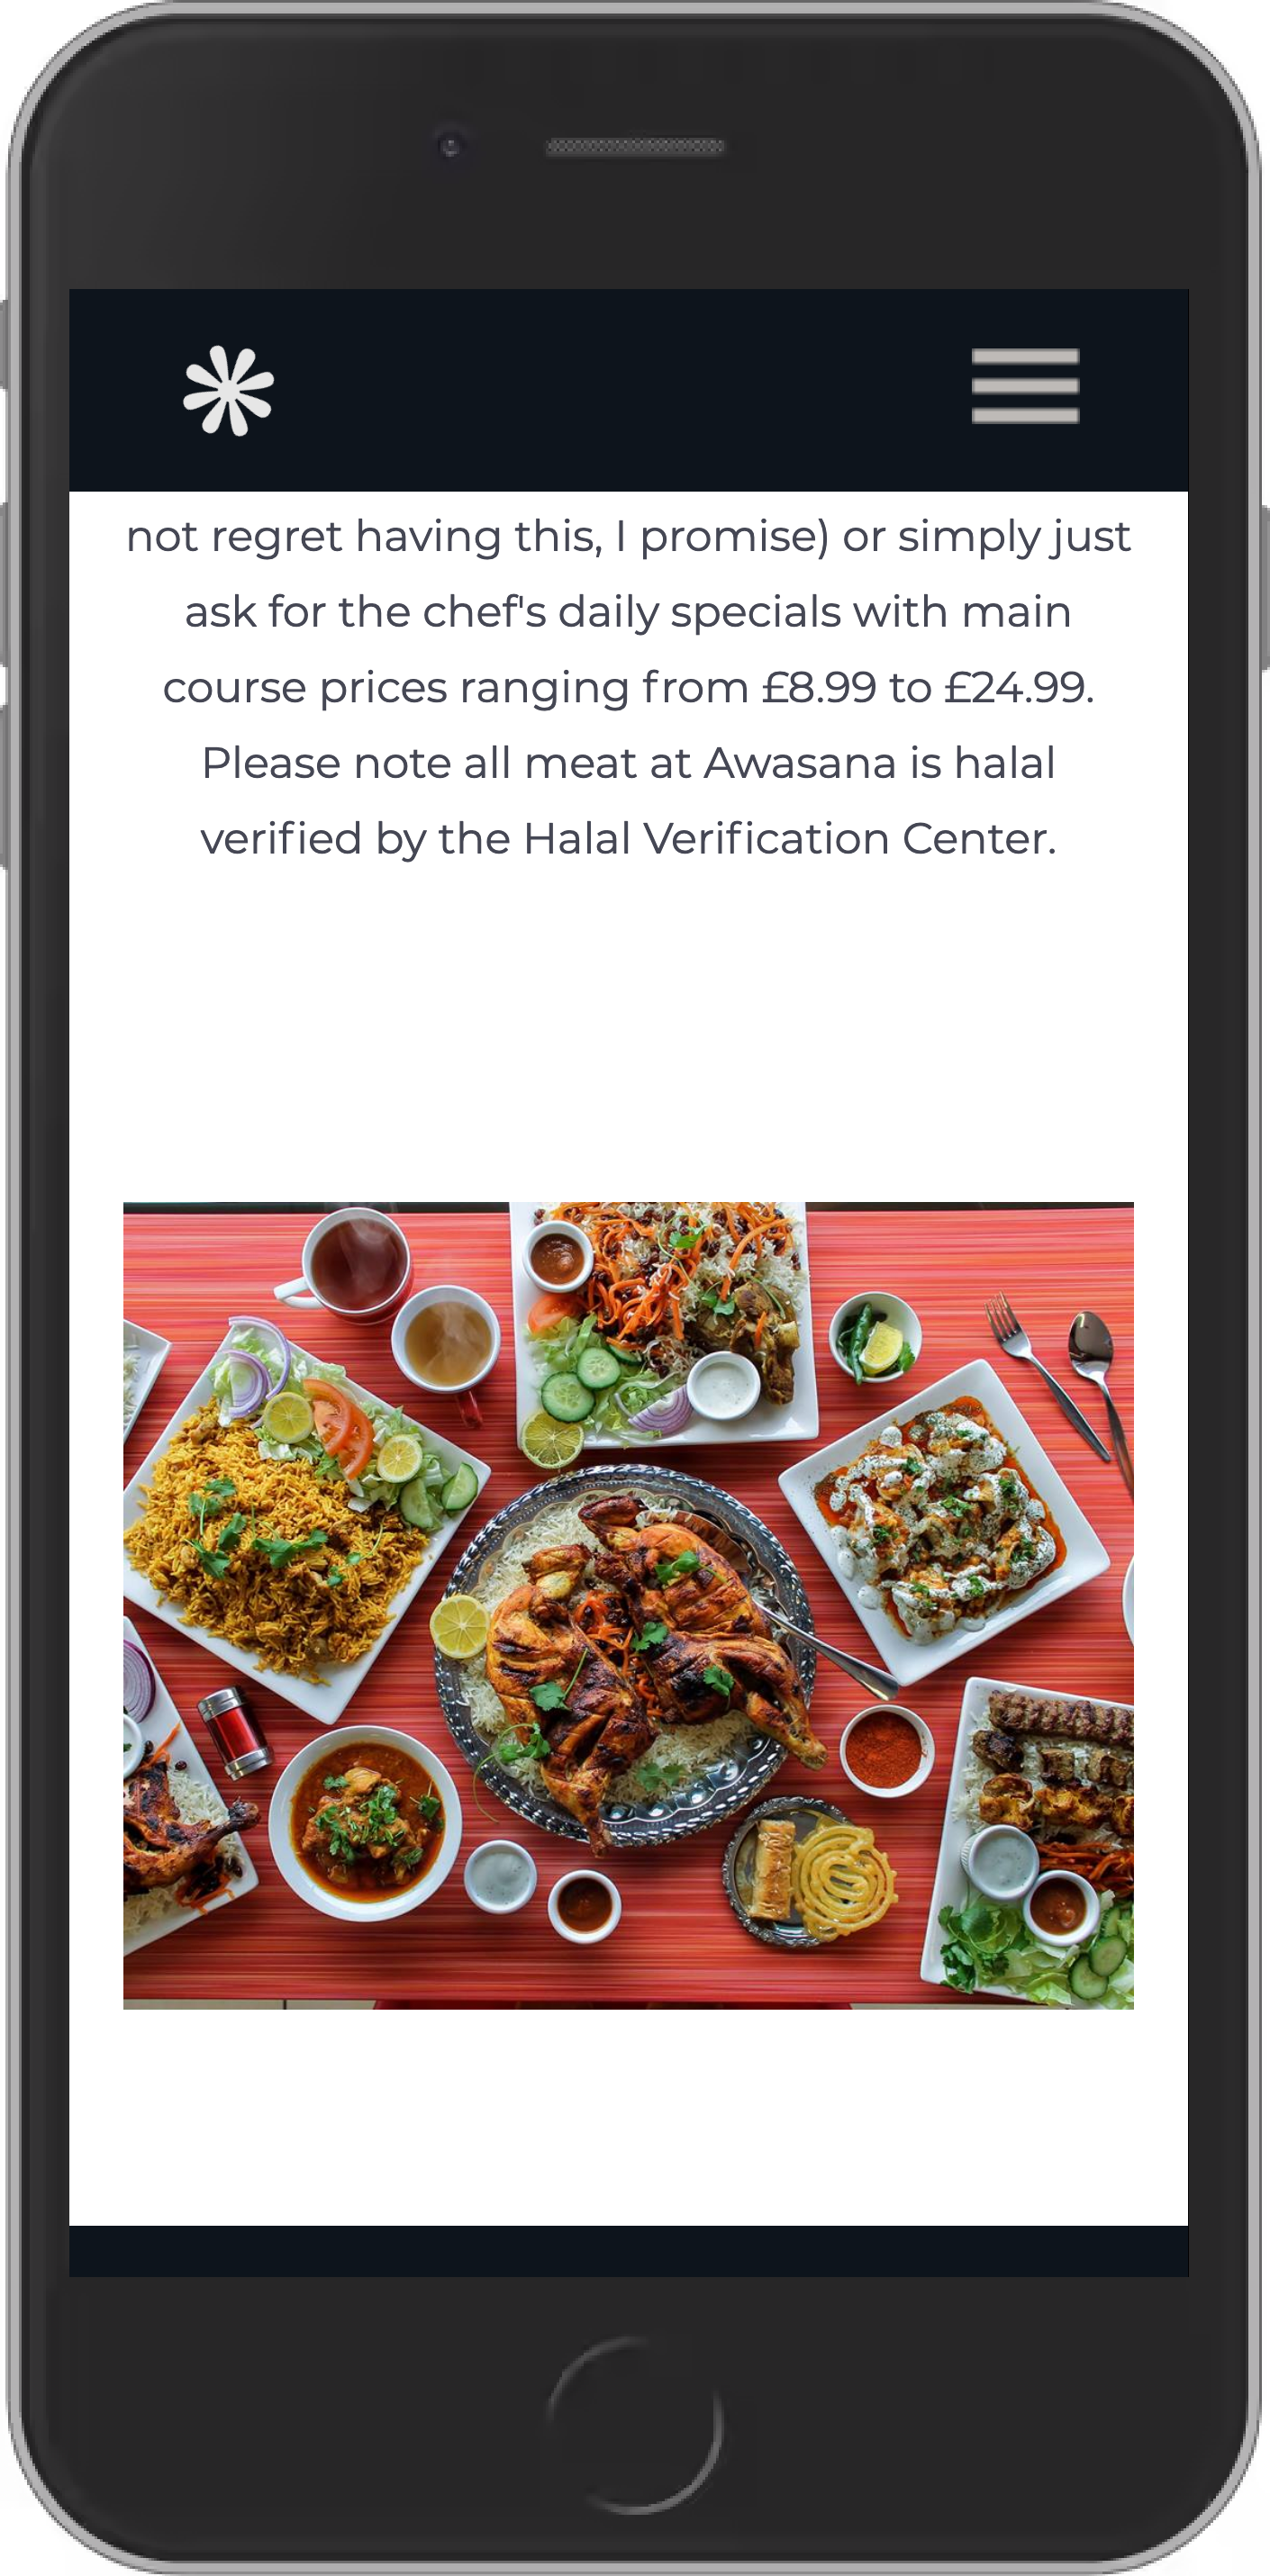 not regret having this, I promise) or simply just
ask for the chef's daily specials with main
course prices ranging from £8.99 to £24.99.
Please note all meat at Awasana is halal
verified by the Halal Verification Center.